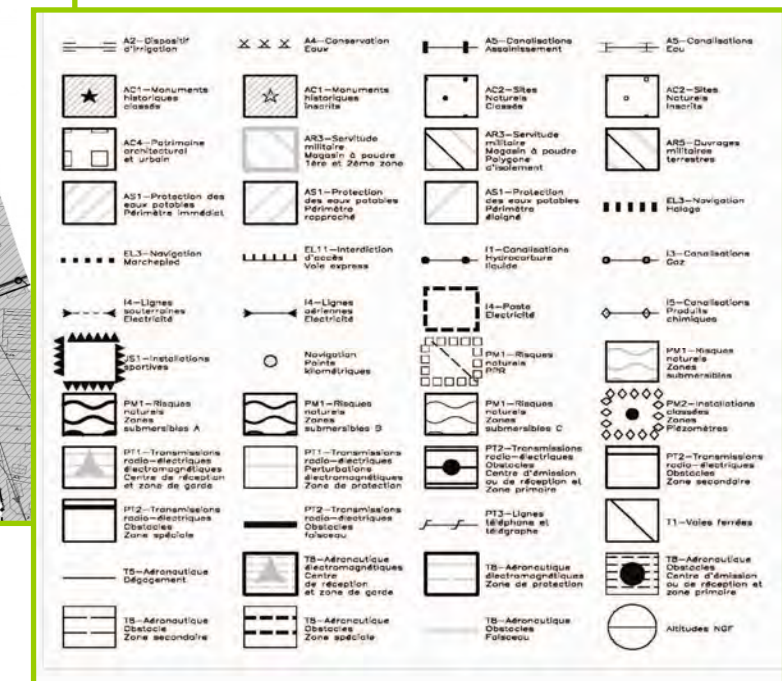 A2-Dispositif
d'irrigation
A4-Conservation
Eaux
A5-Canalisations
Assainissement
A5-Canalisations
Eau
AC1-Monuments
historiques
classés
AC1-Monuments
historiques
inscrits
AC2-Sites
Naturels
Classés
AC2-Sites
Naturels
Inscrits
AC4-Patrimoine
architectural
et urbain
AR3-Servitude
militaire
Magasin à poudre
1ère et 2ème zone
AR3-Servitude
militaire
Magasin à poudre
Polygone
d'isolement
AR5-Ouvrages
militaires
terrestres
AS1-Protection des
eaux potables
Périmètre immédiat
AS1-Protection
des eaux potables
Périmètre
rapproché
AS1-Protection
des eaux potables
Périmètre
éloigné
EL3-Navigation
Halage
EL3-Navigation
Marchepied
EL11-Interdiction
d'accès
Voie express
I1-Canalisations
Hydrocarbure
liquide
I3-Canalisations
Gaz
I4-Lignes
souterraines
Electricité
I4-Lignes
aériennes
Electricité
I4-Poste
Electricité
I5-Canalisations
Produits
chimiques
JS1-Installations
sportives
Navigation
Points
kilométriques
PM1-Risques
naturels
PPR
PM1-Risques
naturels
Zones
submersibles
PM1-Risques
naturels
Zones
submersibles A
PM1-Risques
naturels
Zones
submersibles B
PM1-Risques
naturels
Zones
submersibles C
PM2-Installations
classées
Zones
Piézomètres
PT1-Transmissions
radio-électriques
électromagnétiques
Centre de réception
et zone de garde
PT1-Transmissions
radio-électriques
Perturbations
électromagnétiques
Zone de protection
PT2-Transmissions
radio-électriques
Obstacles
Centre d'émission
ou de réception et
Zone primaire
PT2-Transmissions
radio-électriques
Obstacles
Zone secondaire
PT2-Transmissions
radio-électriques
Obstacles
Zone spéciale
PT2-Transmissions
radio-électriques
Obstacles
faisceau
PT3-Lignes
téléphone et
télégraphe
T1-Voies ferrées
T5-Aéronautique
Dégagement
T8-Aéronautique
électromagnétiques
Centre
de réception
et zone de garde
T8-Aéronautique
électromagnétiques
Zone de protection
T8-Aéronautique
Obstacles
Centre d'émission
ou de réception et
zone primaire
T8-Aéronautique
Obstacle
Zone secondaire
T8-Aéronautique
Obstacles
Zone spéciale
T8-Aéronautique
Obstacles
Faisceau
Altitudes NGF